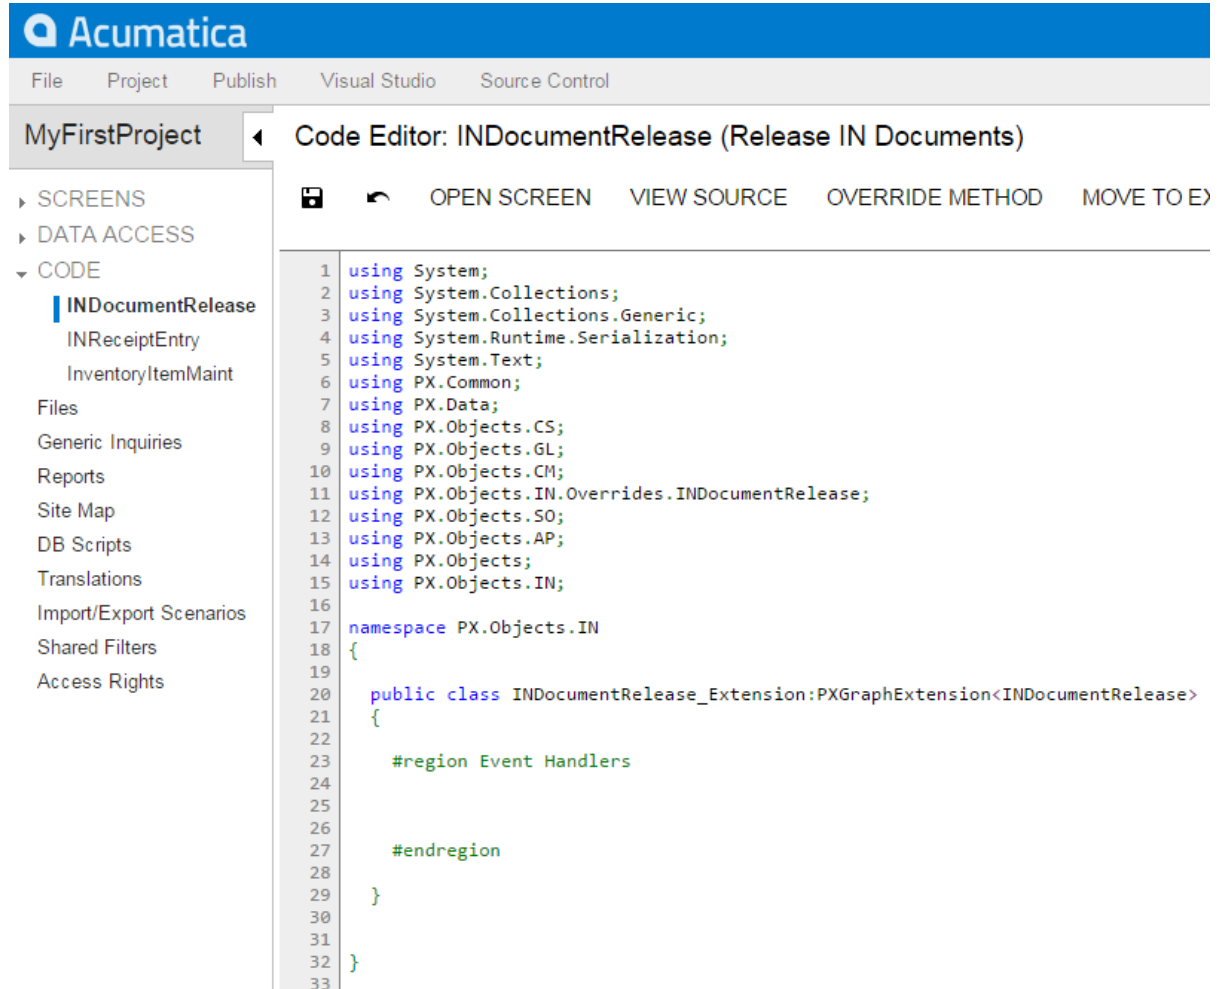 Acumatica
File Project Publish Visual Studio Source Control
MyFirstProject
Code Editor: INDocumentRelease (Release IN Documents)
SCREENS
DATA ACCESS
CODE
INDocumentRelease
INReceiptEntry
InventoryItemMaint
Files
Generic Inquiries
Reports
Site Map
DB Scripts
Translations
Import/Export Scenarios
Shared Filters
Access Rights
OPEN SCREEN VIEW SOURCE OVERRIDE METHOD MOVE TO EX
1 using System;
2 using System.Collections;
3 using System.Collections.Generic;
4 using System.Runtime.Serialization;
5 using System.Text;
6 using PX.Common;
7 using PX.Data;
8 using PX.Objects.CS;
9 using PX.Objects.GL;
10 using PX.Objects.CM;
11 using PX.Objects.IN.Overrides.INDocumentRelease;
12 using PX.Objects.SO;
13 using PX.Objects.AP;
14 using PX.Objects;
15 using PX.Objects.IN;
16
17 namespace PX.Objects.IN
18 {
19
20 public class INDocumentRelease_Extension:PXGraphExtension<INDocumentRelease>
21 {
22
23 #region Event Handlers
24
25
26
27 #endregion
28
29 }
30
31
32 }
33